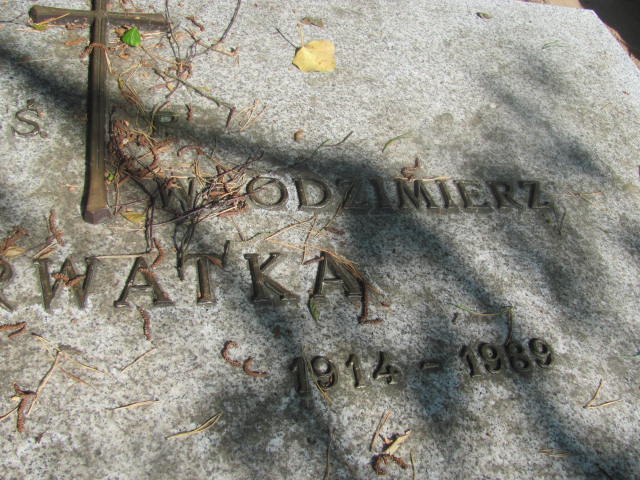 Ś. P.
WŁODZIMIERZ
RWATKA
1914 - 1989